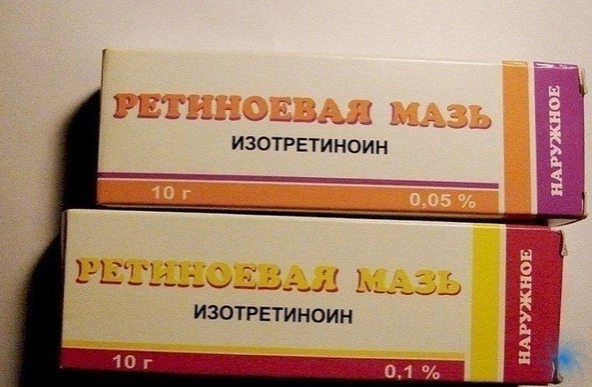 РЕТИНОЕВАЯ МАЗЬ
ИЗОТРЕТИНОИН
10 г 0,05 %
НАРУЖНОЕ
РЕТИНОЕВАЯ МАЗЬ
ИЗОТРЕТИНОИН
10 г 0,1 %
НАРУЖНОЕ